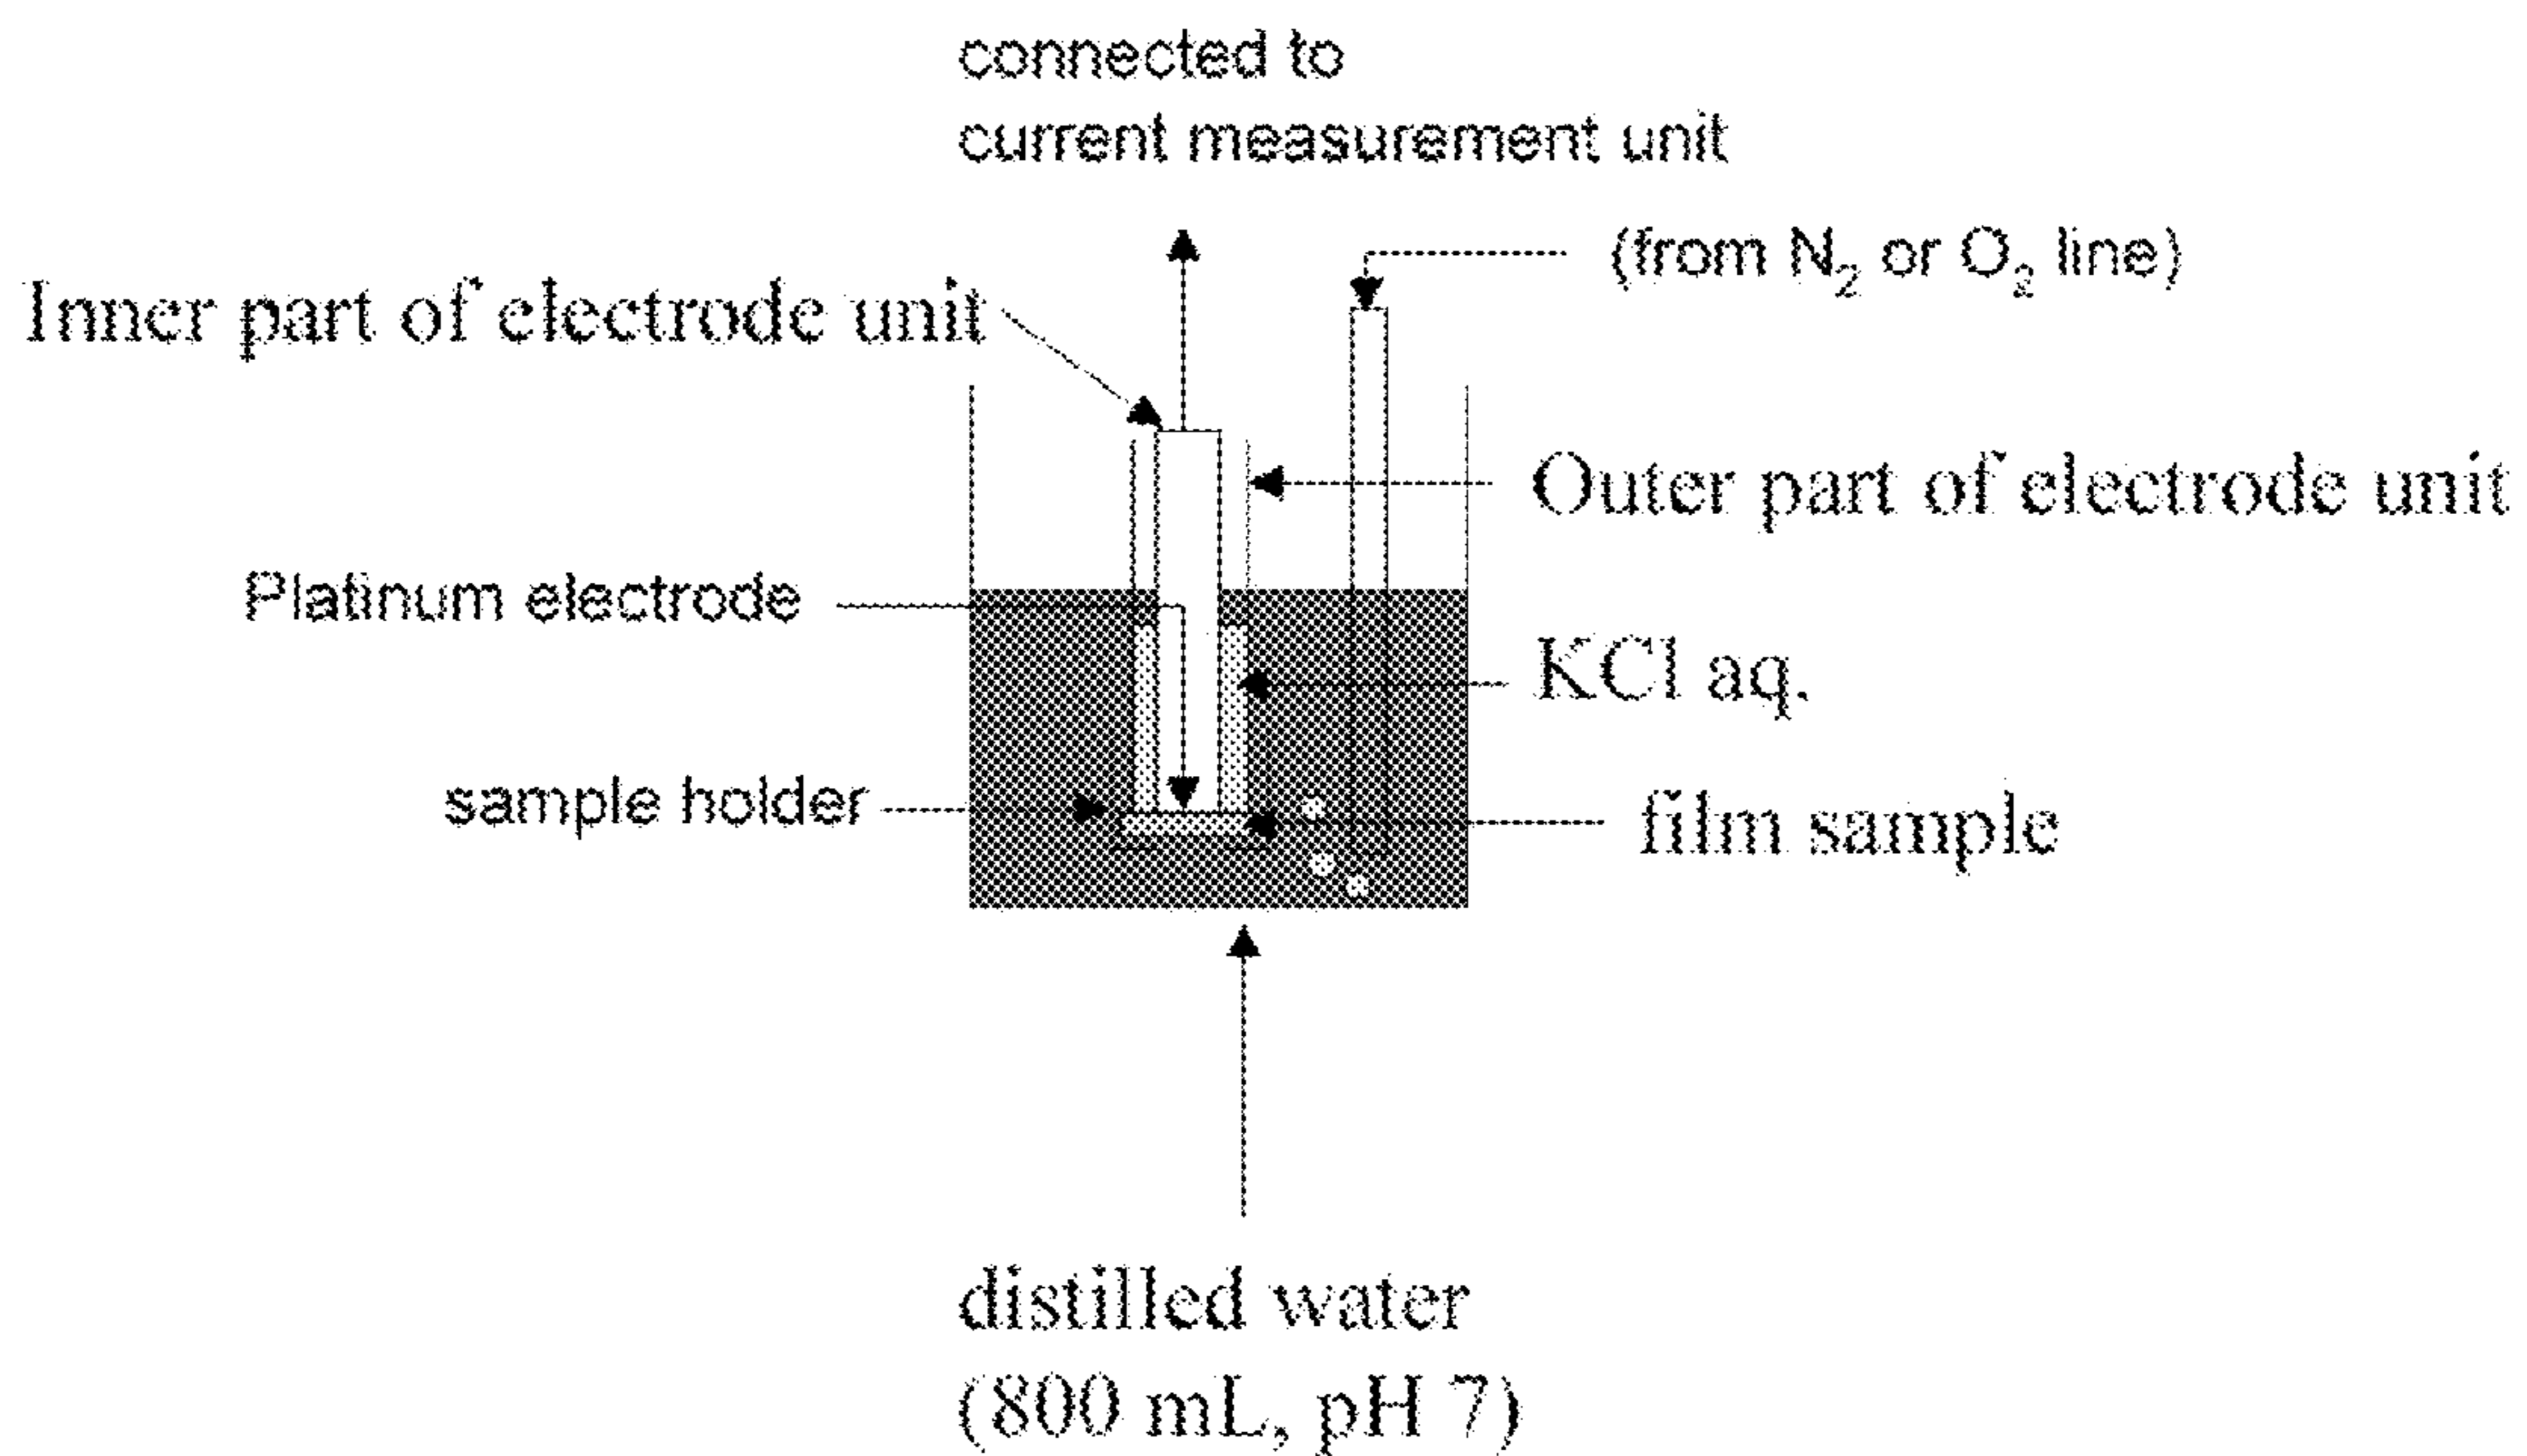 connected to
current measurement unit
(from N₂ or O₂ line)
Inner part of electrode unit
Outer part of electrode unit
Platinum electrode
KCl aq.
sample holder
film sample
distilled water
(800 mL, pH 7)